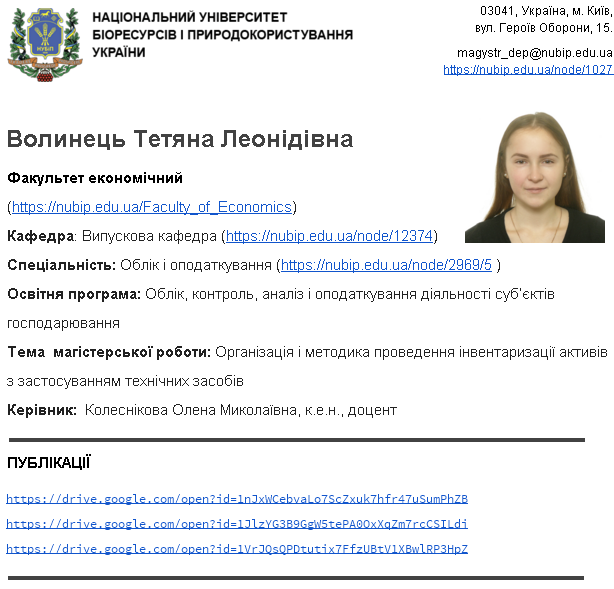 НАЦІОНАЛЬНИЙ УНІВЕРСИТЕТ
БІОРЕСУРСІВ І ПРИРОДОКОРИСТУВАННЯ
УКРАЇНИ
НУБІП
03041, Україна, м. Київ,
вул. Героїв Оборони, 15.
magystr_dep@nubip.edu.ua
https://nubip.edu.ua/node/1027
Волинець Тетяна Леонідівна
Факультет економічний
(https://nubip.edu.ua/Faculty_of_Economics)
Кафедра: Випускова кафедра (https://nubip.edu.ua/node/12374)
Спеціальність: Облік і оподаткування (https://nubip.edu.ua/node/2969/5 )
Освітня програма: Облік, контроль, аналіз і оподаткування діяльності суб'єктів
господарювання
Тема магістерської роботи: Організація і методика проведення інвентаризації активів
з застосуванням технічних засобів
Керівник: Колеснікова Олена Миколаївна, к.е.н., доцент
ПУБЛІКАЦІЇ
https://drive.google.com/open?id=1nJxWCebvaLo7ScZxuk7hfr47uSumPhZB
https://drive.google.com/open?id=1JlzYG3B9GgW5tePA0OxXqZm7rcCSILdi
https://drive.google.com/open?id=1VrJQsQPDtutix7FfzUBtV1XBwlRP3HpZ